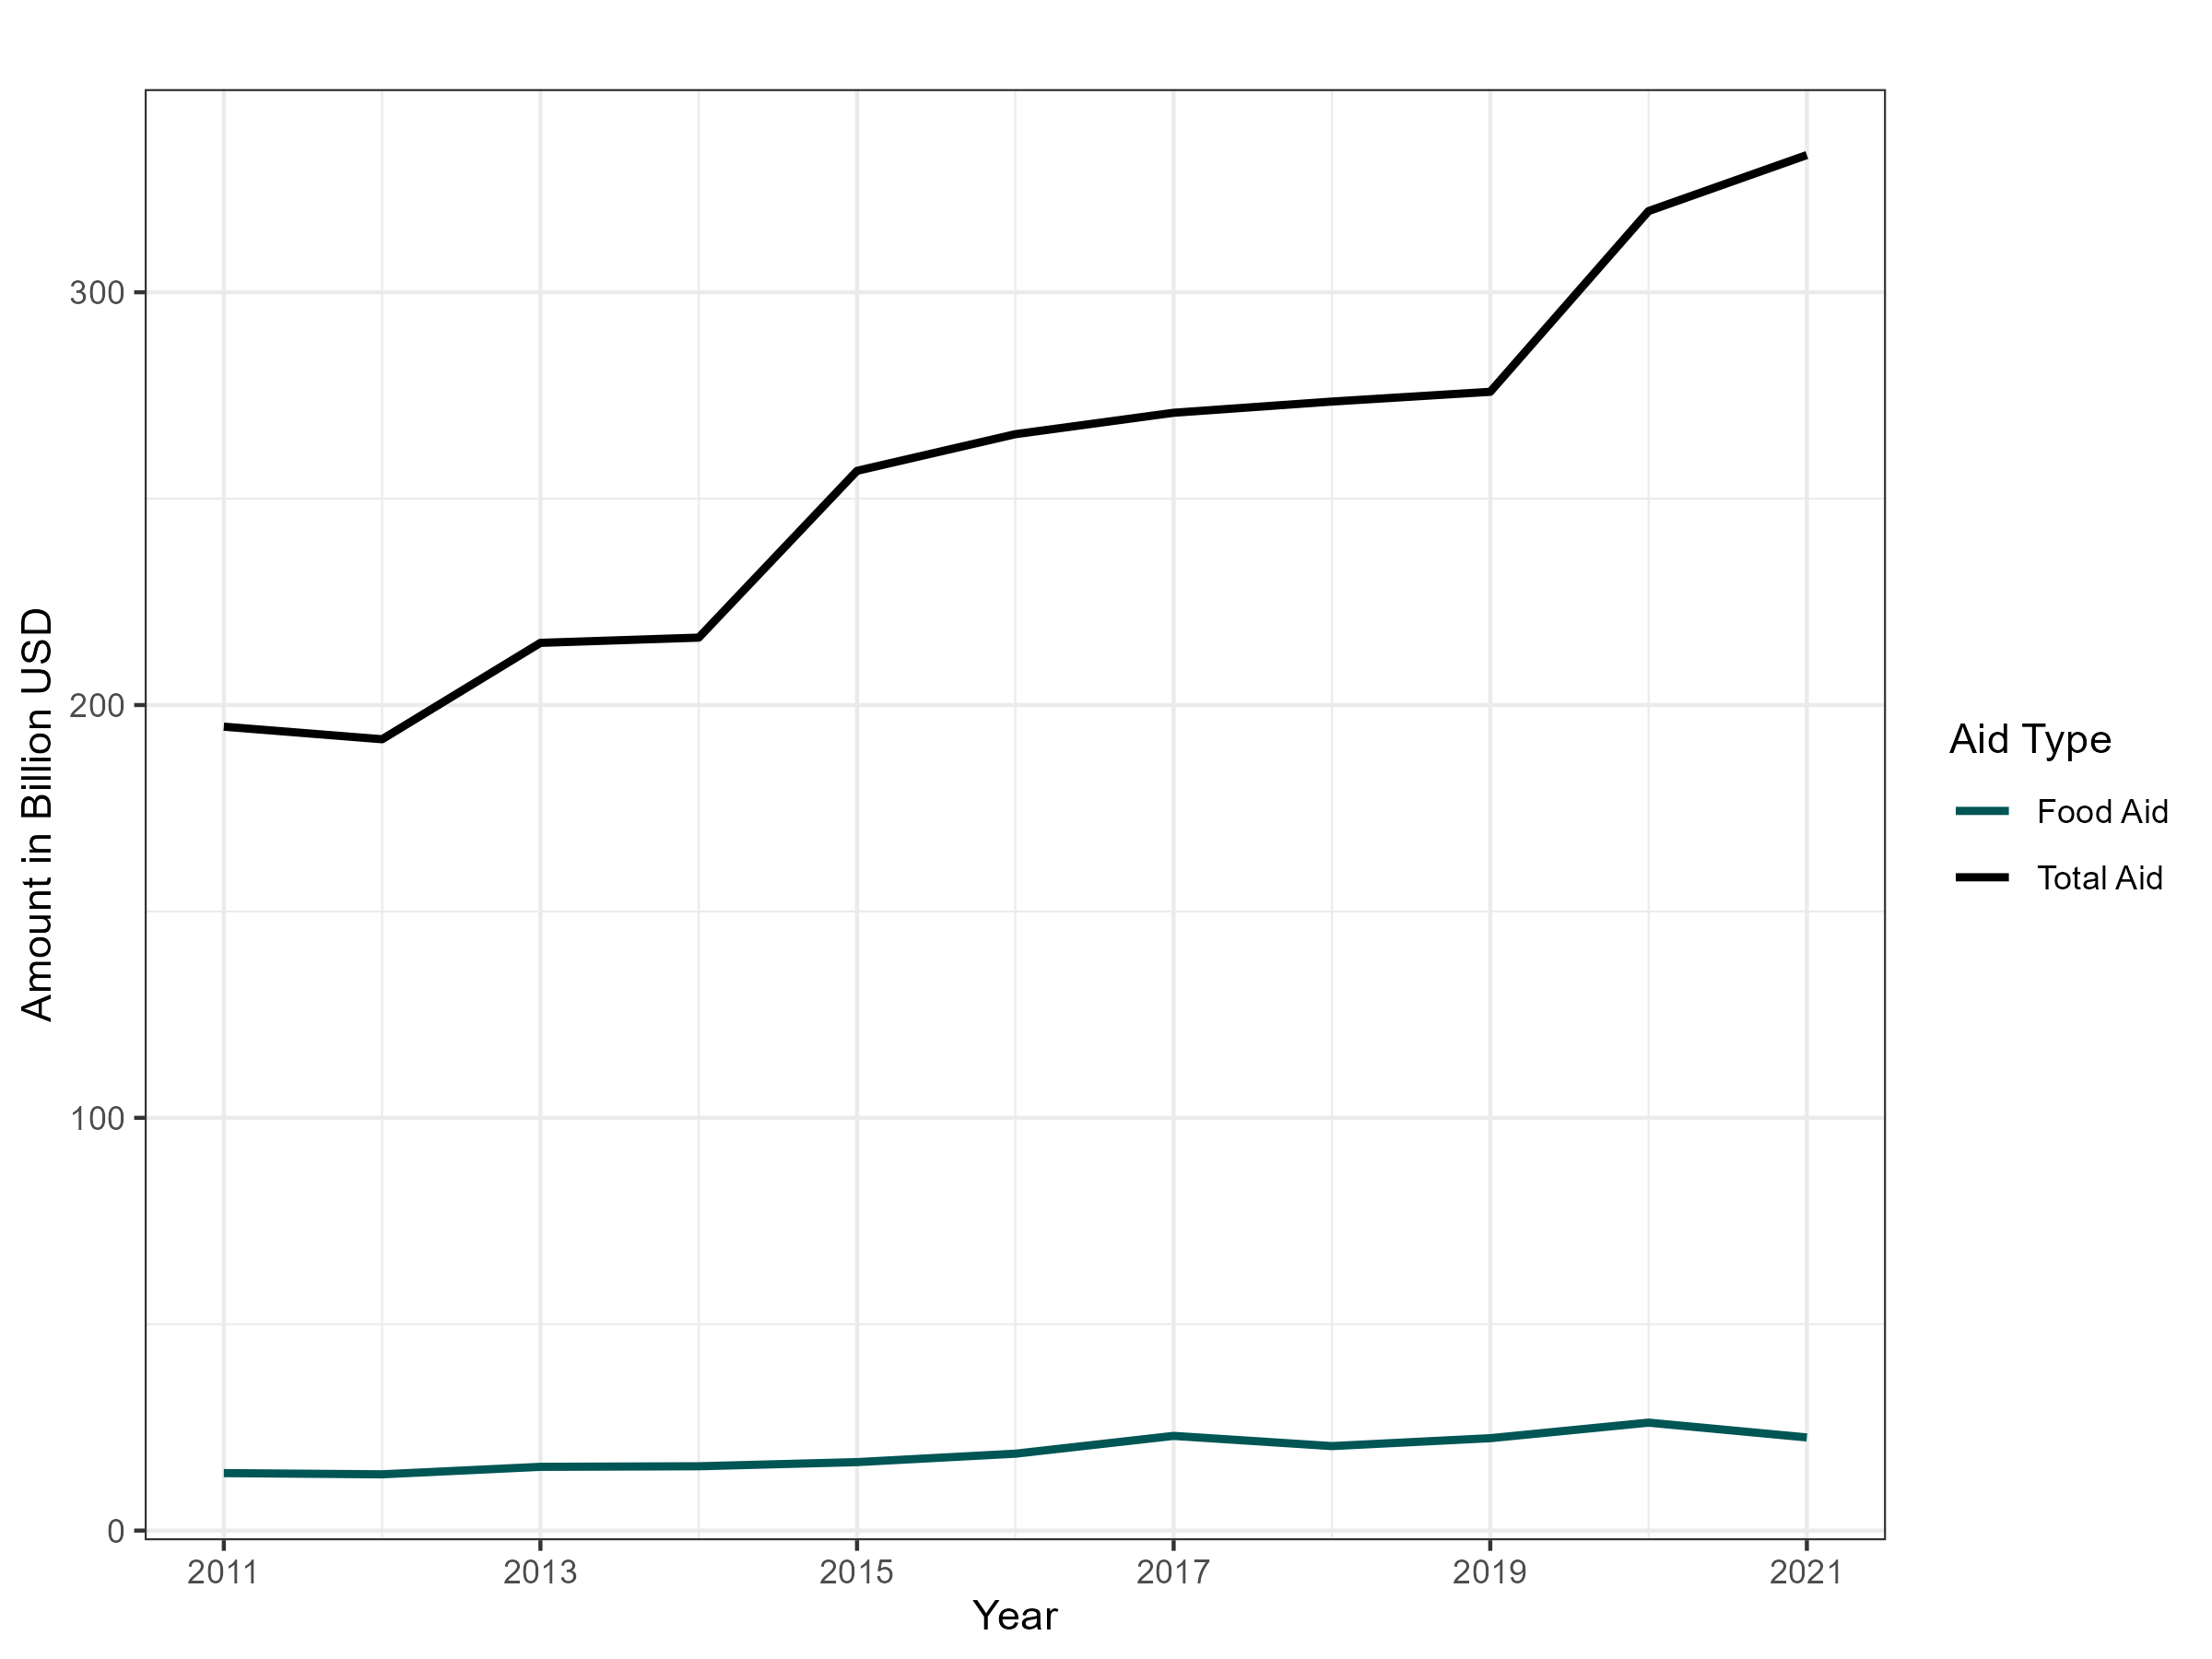 Amount in Billion USD
300
200
100
0
2011 2013 2015 2017 2019 2021
Year
Aid Type
Food Aid
Total Aid